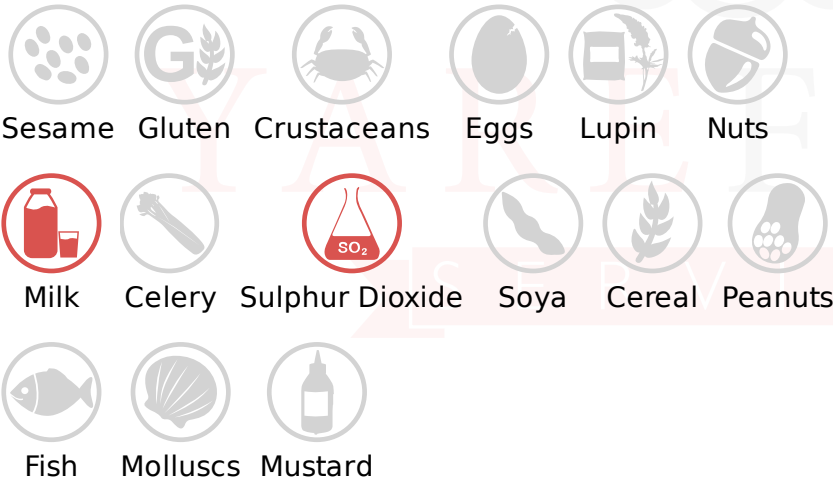 G
Sesame Gluten Crustaceans Eggs Lupin Nuts
SO₂
Milk Celery Sulphur Dioxide Soya Cereal Peanuts
Fish Molluscs Mustard